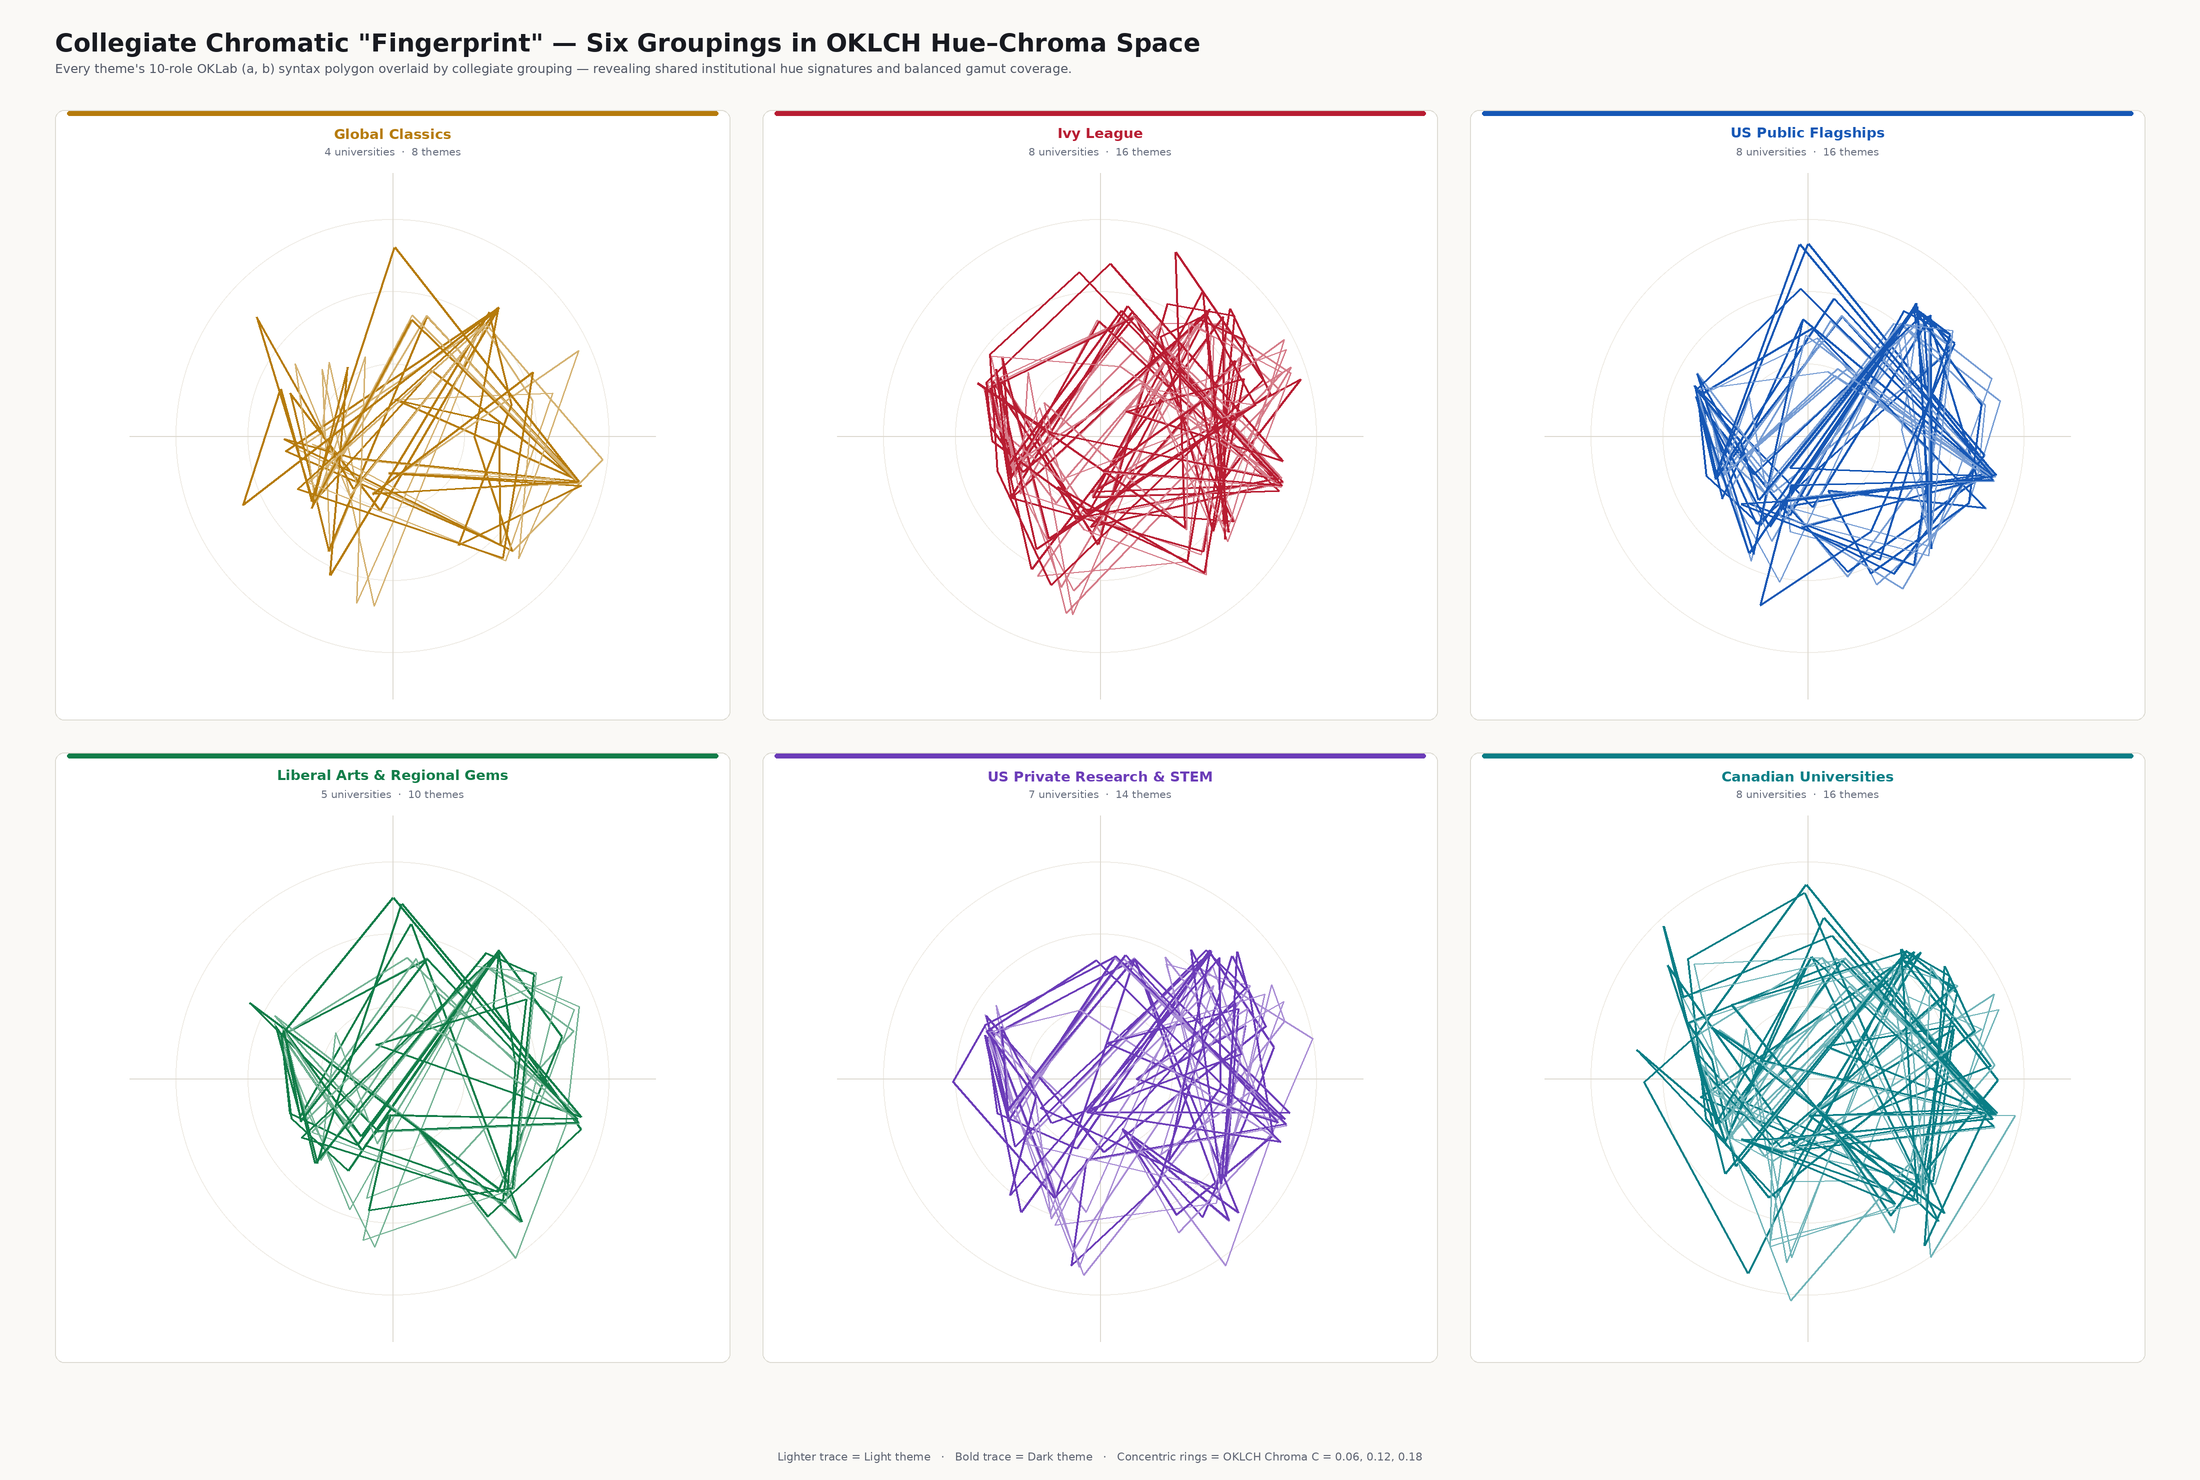 Collegiate Chromatic "Fingerprint" — Six Groupings in OKLCH Hue–Chroma Space
Every theme's 10-role OKLab (a, b) syntax polygon overlaid by collegiate grouping — revealing shared institutional hue signatures and balanced gamut coverage.
Global Classics
4 universities · 8 themes
Ivy League
8 universities · 16 themes
US Public Flagships
8 universities · 16 themes
Liberal Arts & Regional Gems
5 universities · 10 themes
US Private Research & STEM
7 universities · 14 themes
Canadian Universities
8 universities · 16 themes
Lighter trace = Light theme · Bold trace = Dark theme · Concentric rings = OKLCH Chroma C = 0.06, 0.12, 0.18